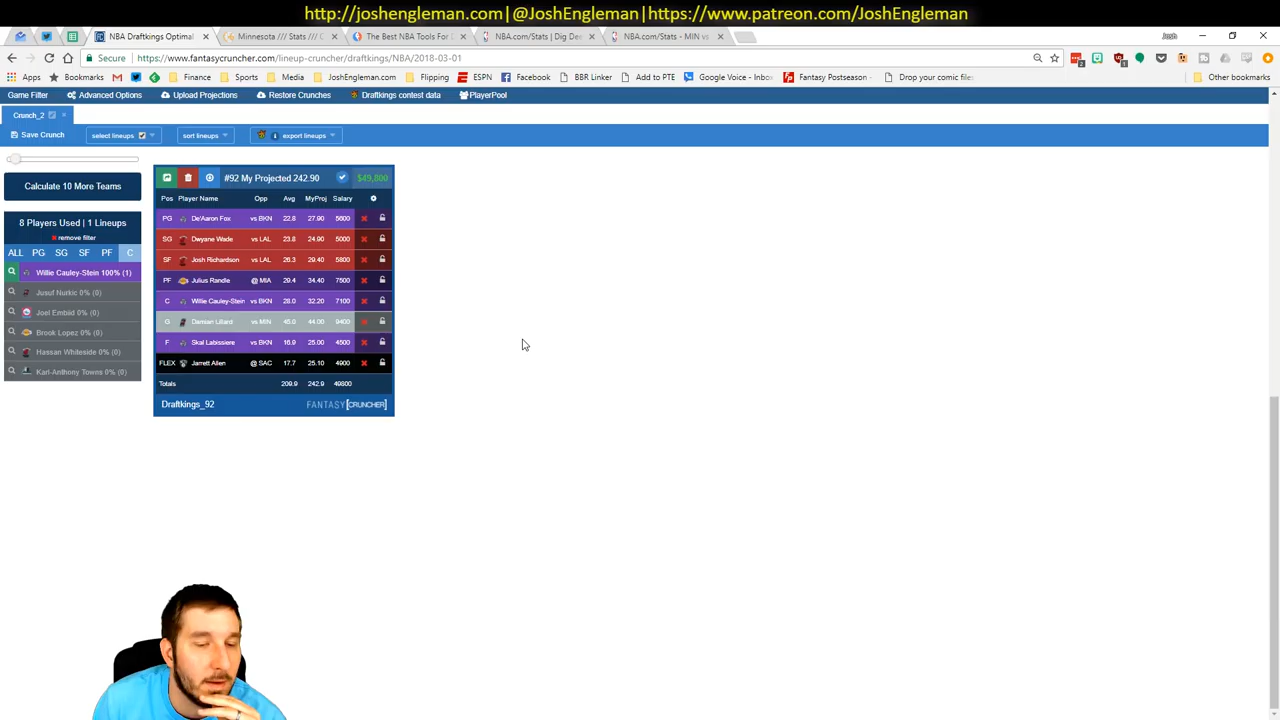 http://joshengleman.com|@JoshEngleman|https://www.patreon.com/JoshEngleman
NBA Draftkings Optimal × Minnesota /// Stats /// C × The Best NBA Tools For D × NBA.com/Stats | Dig Dee × NBA.com/Stats - MIN vs × Josh
Secure https://www.fantasycruncher.com/lineup-cruncher/draftkings/NBA/2018-03-01
Apps Bookmarks Finance Sports Media JoshEngleman.com Flipping ESPN Facebook BBR Linker Add to PTE Google Voice - Inbox Fantasy Postseason - Drop your comic files Other bookmarks
Game Filter Advanced Options Upload Projections Restore Crunches Draftkings contest data PlayerPool
Crunch_2 ×
Save Crunch select lineups sort lineups export lineups
Calculate 10 More Teams
8 Players Used | 1 Lineups
× remove filter
ALL PG SG SF PF C
Willie Cauley-Stein 100% (1)
Jusuf Nurkic 0% (0)
Joel Embiid 0% (0)
Brook Lopez 0% (0)
Hassan Whiteside 0% (0)
Karl-Anthony Towns 0% (0)
#92 My Projected 242.90 $49,800
Pos Player Name Opp Avg MyProj Salary
PG De'Aaron Fox vs BKN 22.8 27.90 5600
SG Dwyane Wade vs LAL 23.8 24.90 5000
SF Josh Richardson vs LAL 26.3 29.40 5800
PF Julius Randle @ MIA 29.4 34.40 7500
C Willie Cauley-Stein vs BKN 28.0 32.20 7100
G Damian Lillard vs MIN 45.0 44.00 9400
F Skal Labissiere vs BKN 16.9 25.00 4500
FLEX Jarrett Allen @ SAC 17.7 25.10 4900
Totals 209.9 242.9 49800
Draftkings_92 FANTASY[CRUNCHER]